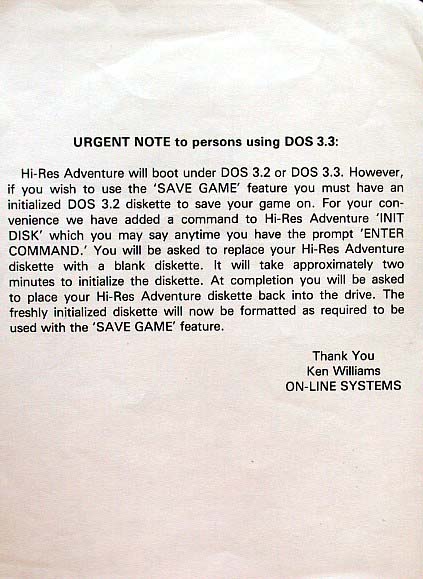 URGENT NOTE to persons using DOS 3.3:
Hi-Res Adventure will boot under DOS 3.2 or DOS 3.3. However,
if you wish to use the 'SAVE GAME' feature you must have an
initialized DOS 3.2 diskette to save your game on. For your con-
venience we have added a command to Hi-Res Adventure 'INIT
DISK' which you may say anytime you have the prompt 'ENTER
COMMAND.' You will be asked to replace your Hi-Res Adventure
diskette with a blank diskette. It will take approximately two
minutes to initialize the diskette. At completion you will be asked
to place your Hi-Res Adventure diskette back into the drive. The
freshly initialized diskette will now be formatted as required to be
used with the 'SAVE GAME' feature.
Thank You
Ken Williams
ON-LINE SYSTEMS